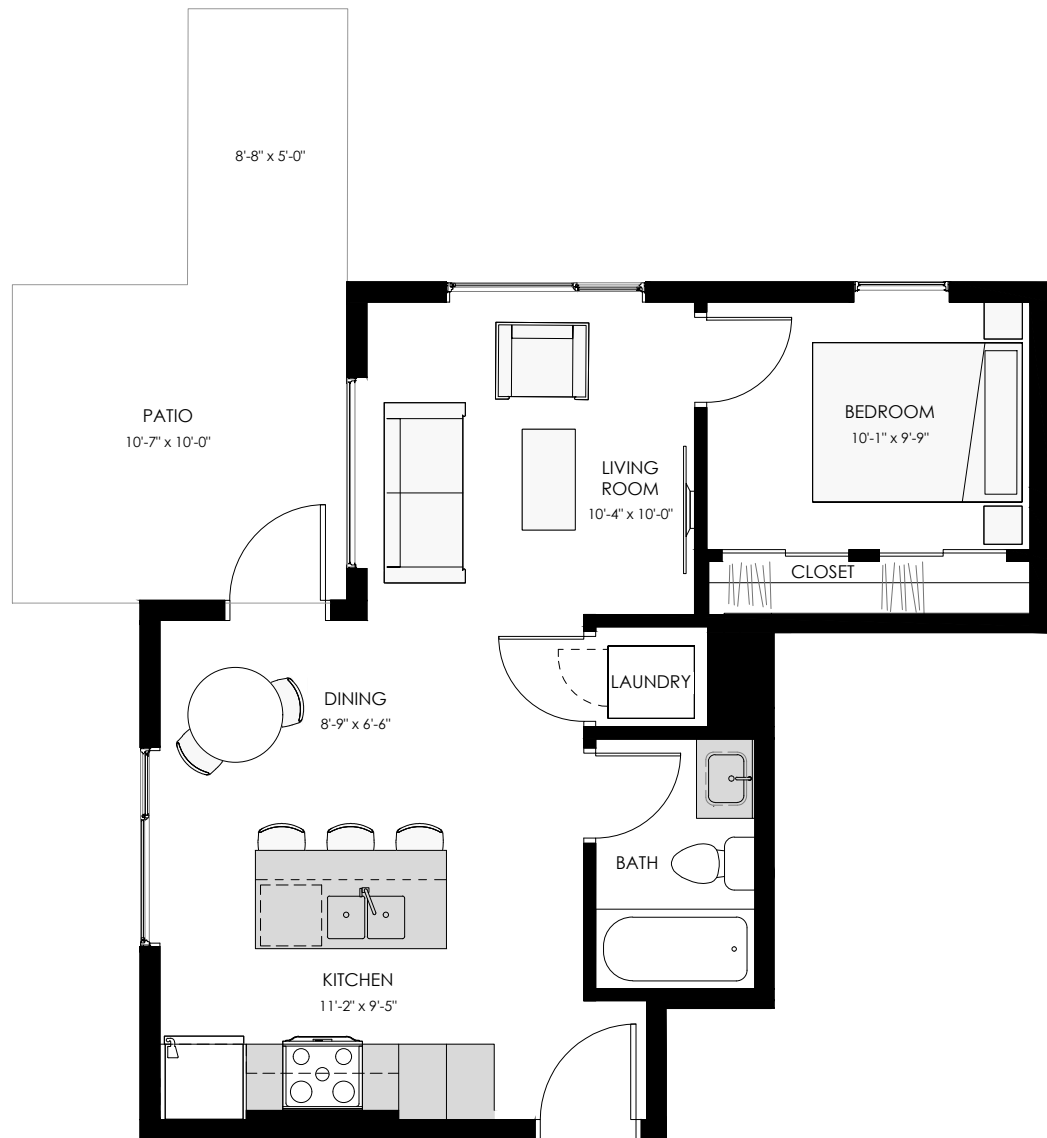 8'-8" x 5'-0"
PATIO
10'-7" x 10'-0"
BEDROOM
10'-1" x 9'-9"
LIVING
ROOM
10'-4" x 10'-0"
CLOSET
LAUNDRY
DINING
8'-9" x 6'-6"
BATH
KITCHEN
11'-2" x 9'-5"